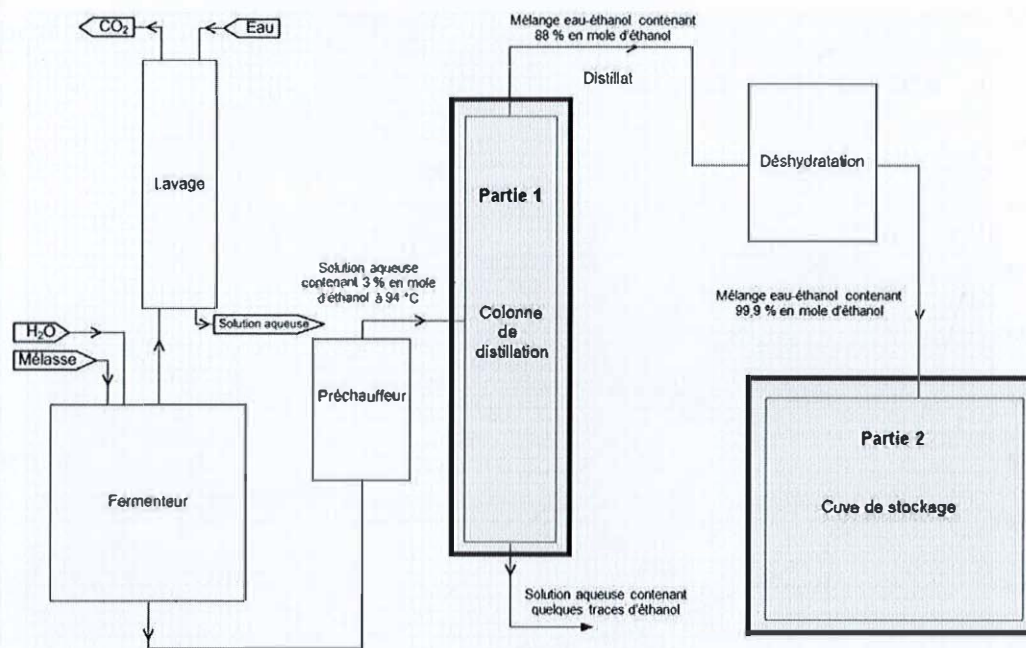 CO₂
Eau
Lavage
Solution aqueuse
H₂O
Mélasse
Fermenteur
Solution aqueuse
contenant 3 % en mole
d'éthanol à 94 °C
Préchauffeur
Partie 1
Colonne
de
distillation
Mélange eau-éthanol contenant
88 % en mole d'éthanol
Distillat
Déshydratation
Mélange eau-éthanol contenant
99,9 % en mole d'éthanol
Partie 2
Cuve de stockage
Solution aqueuse contenant
quelques traces d'éthanol